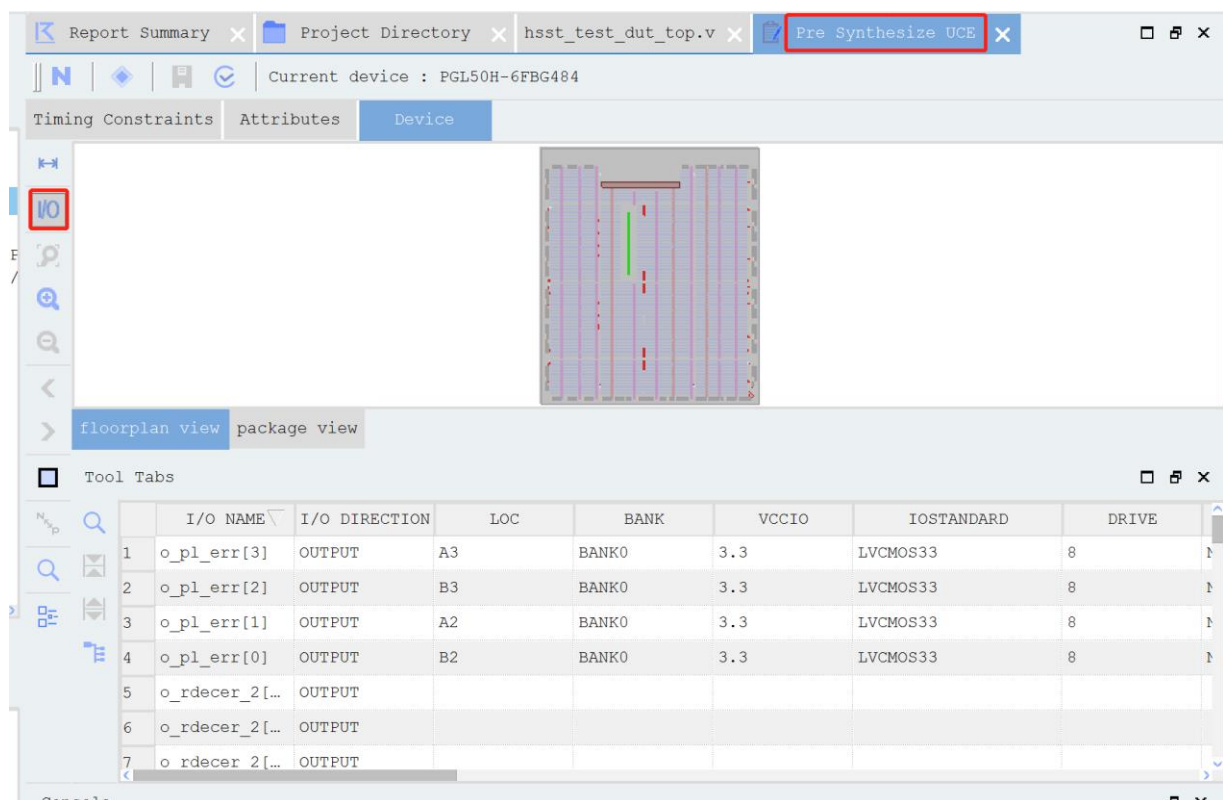 Report Summary Project Directory hsst_test_dut_top.v Pre Synthesize UCE
N Current device : PGL50H-6FBG484
Timing Constraints Attributes Device
I/O
floorplan view package view
Tool Tabs
I/O NAME I/O DIRECTION LOC BANK VCCIO IOSTANDARD DRIVE
1 o_pl_err[3] OUTPUT A3 BANK0 3.3 LVCMOS33 8
2 o_pl_err[2] OUTPUT B3 BANK0 3.3 LVCMOS33 8
3 o_pl_err[1] OUTPUT A2 BANK0 3.3 LVCMOS33 8
4 o_pl_err[0] OUTPUT B2 BANK0 3.3 LVCMOS33 8
5 o_rdecer_2[… OUTPUT
6 o_rdecer_2[… OUTPUT
7 o_rdecer_2[… OUTPUT